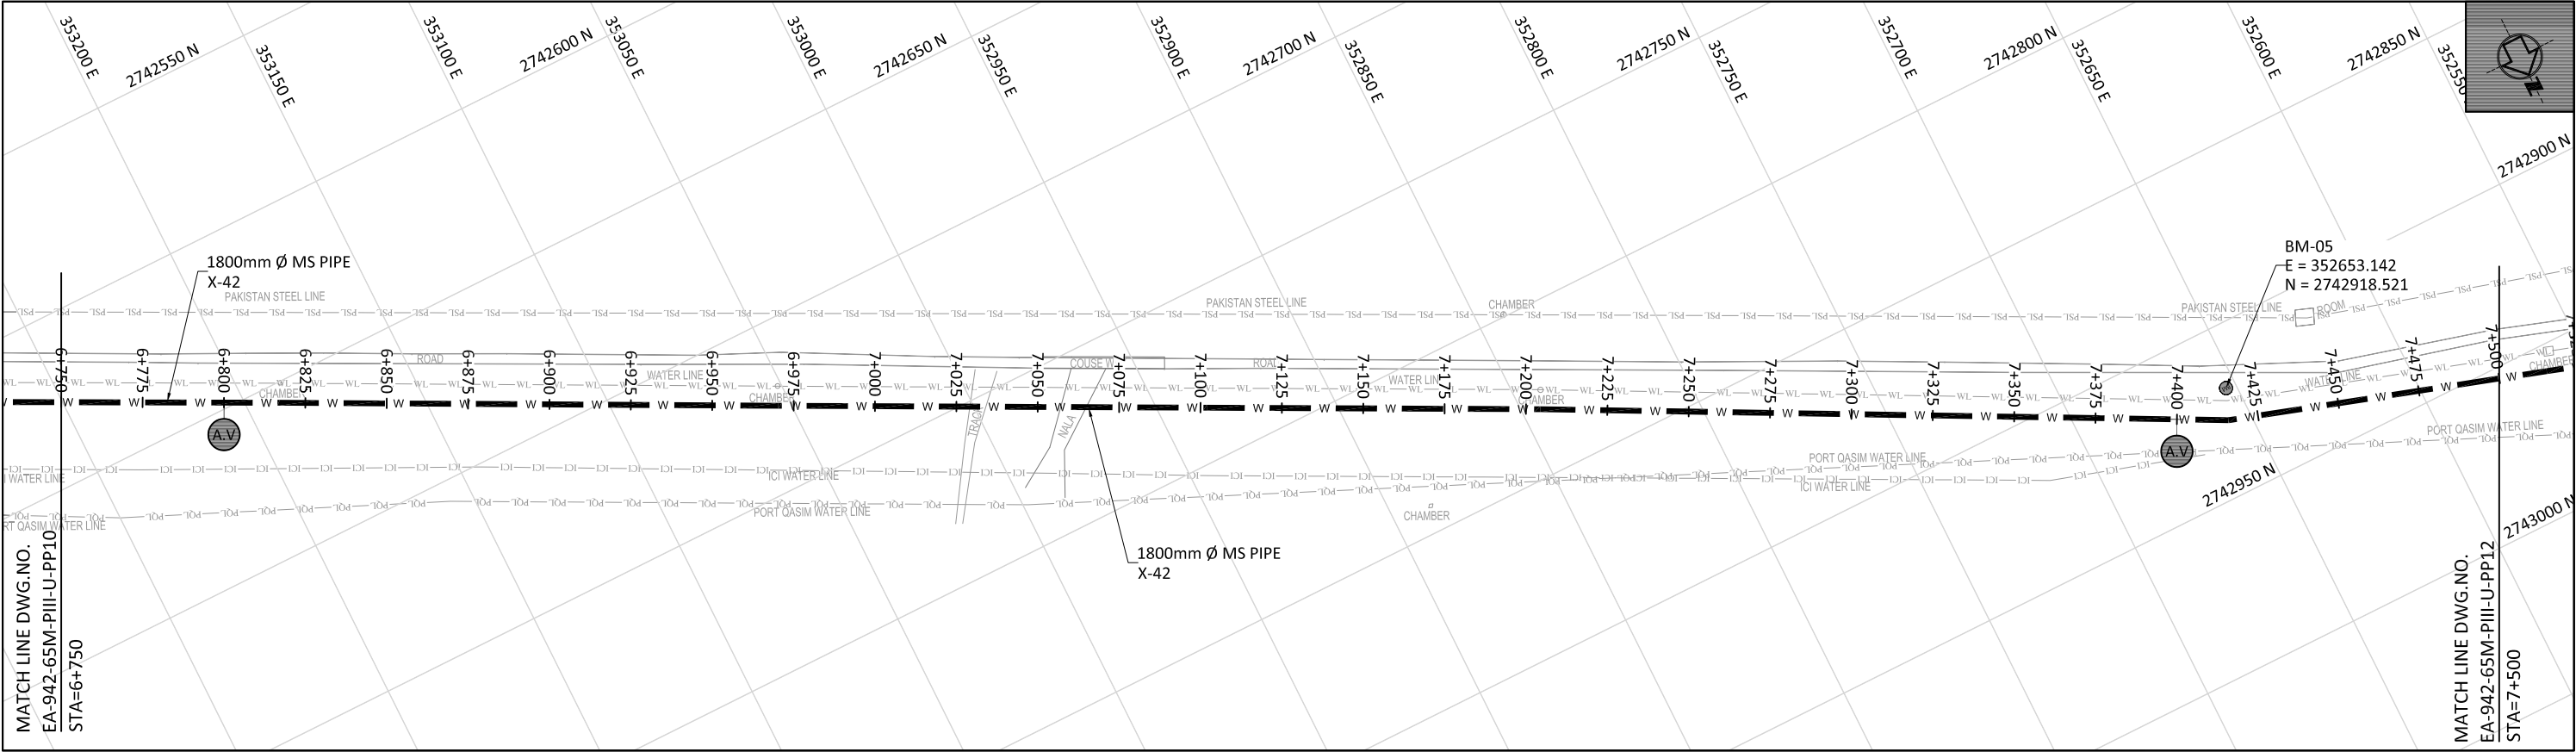 353200 E
2742550 N
353150 E
353100 E
2742600 N
353050 E
353000 E
2742650 N
352950 E
352900 E
2742700 N
352850 E
352800 E
2742750 N
352750 E
352700 E
2742800 N
352650 E
352600 E
2742850 N
N
2742900 N
1800mm Ø MS PIPE
X-42
BM-05
E = 352653.142
N = 2742918.521
PAKISTAN STEEL LINE
PAKISTAN STEEL LINE
CHAMBER
PAKISTAN STEEL LINE
ROOM
ROAD
COUSE W
6+750
6+775
6+800
6+825
6+850
6+875
6+900
6+925
6+950
6+975
7+000
7+025
7+050
7+075
7+100
7+125
7+150
7+175
7+200
7+225
7+250
7+275
7+300
7+325
7+350
7+375
7+400
7+425
7+450
7+475
7+500
WATER LINE
WATER LIN
WATER LINE
CHAMBER
CHAMBER
CHAMBER
CHAMBER
A.V
A.V
TRACK
NALA
ICI WATER LINE
PORT QASIM WATER LINE
PORT QASIM WATER LINE
ICI WATER LINE
PORT QASIM WATER LINE
I WATER LINE
RT QASIM WATER LINE
CHAMBER
2742950 N
2743000 N
1800mm Ø MS PIPE
X-42
MATCH LINE DWG.NO.
EA-942-65M-PIII-U-PP10
STA=6+750
MATCH LINE DWG.NO.
EA-942-65M-PIII-U-PP12
STA=7+500